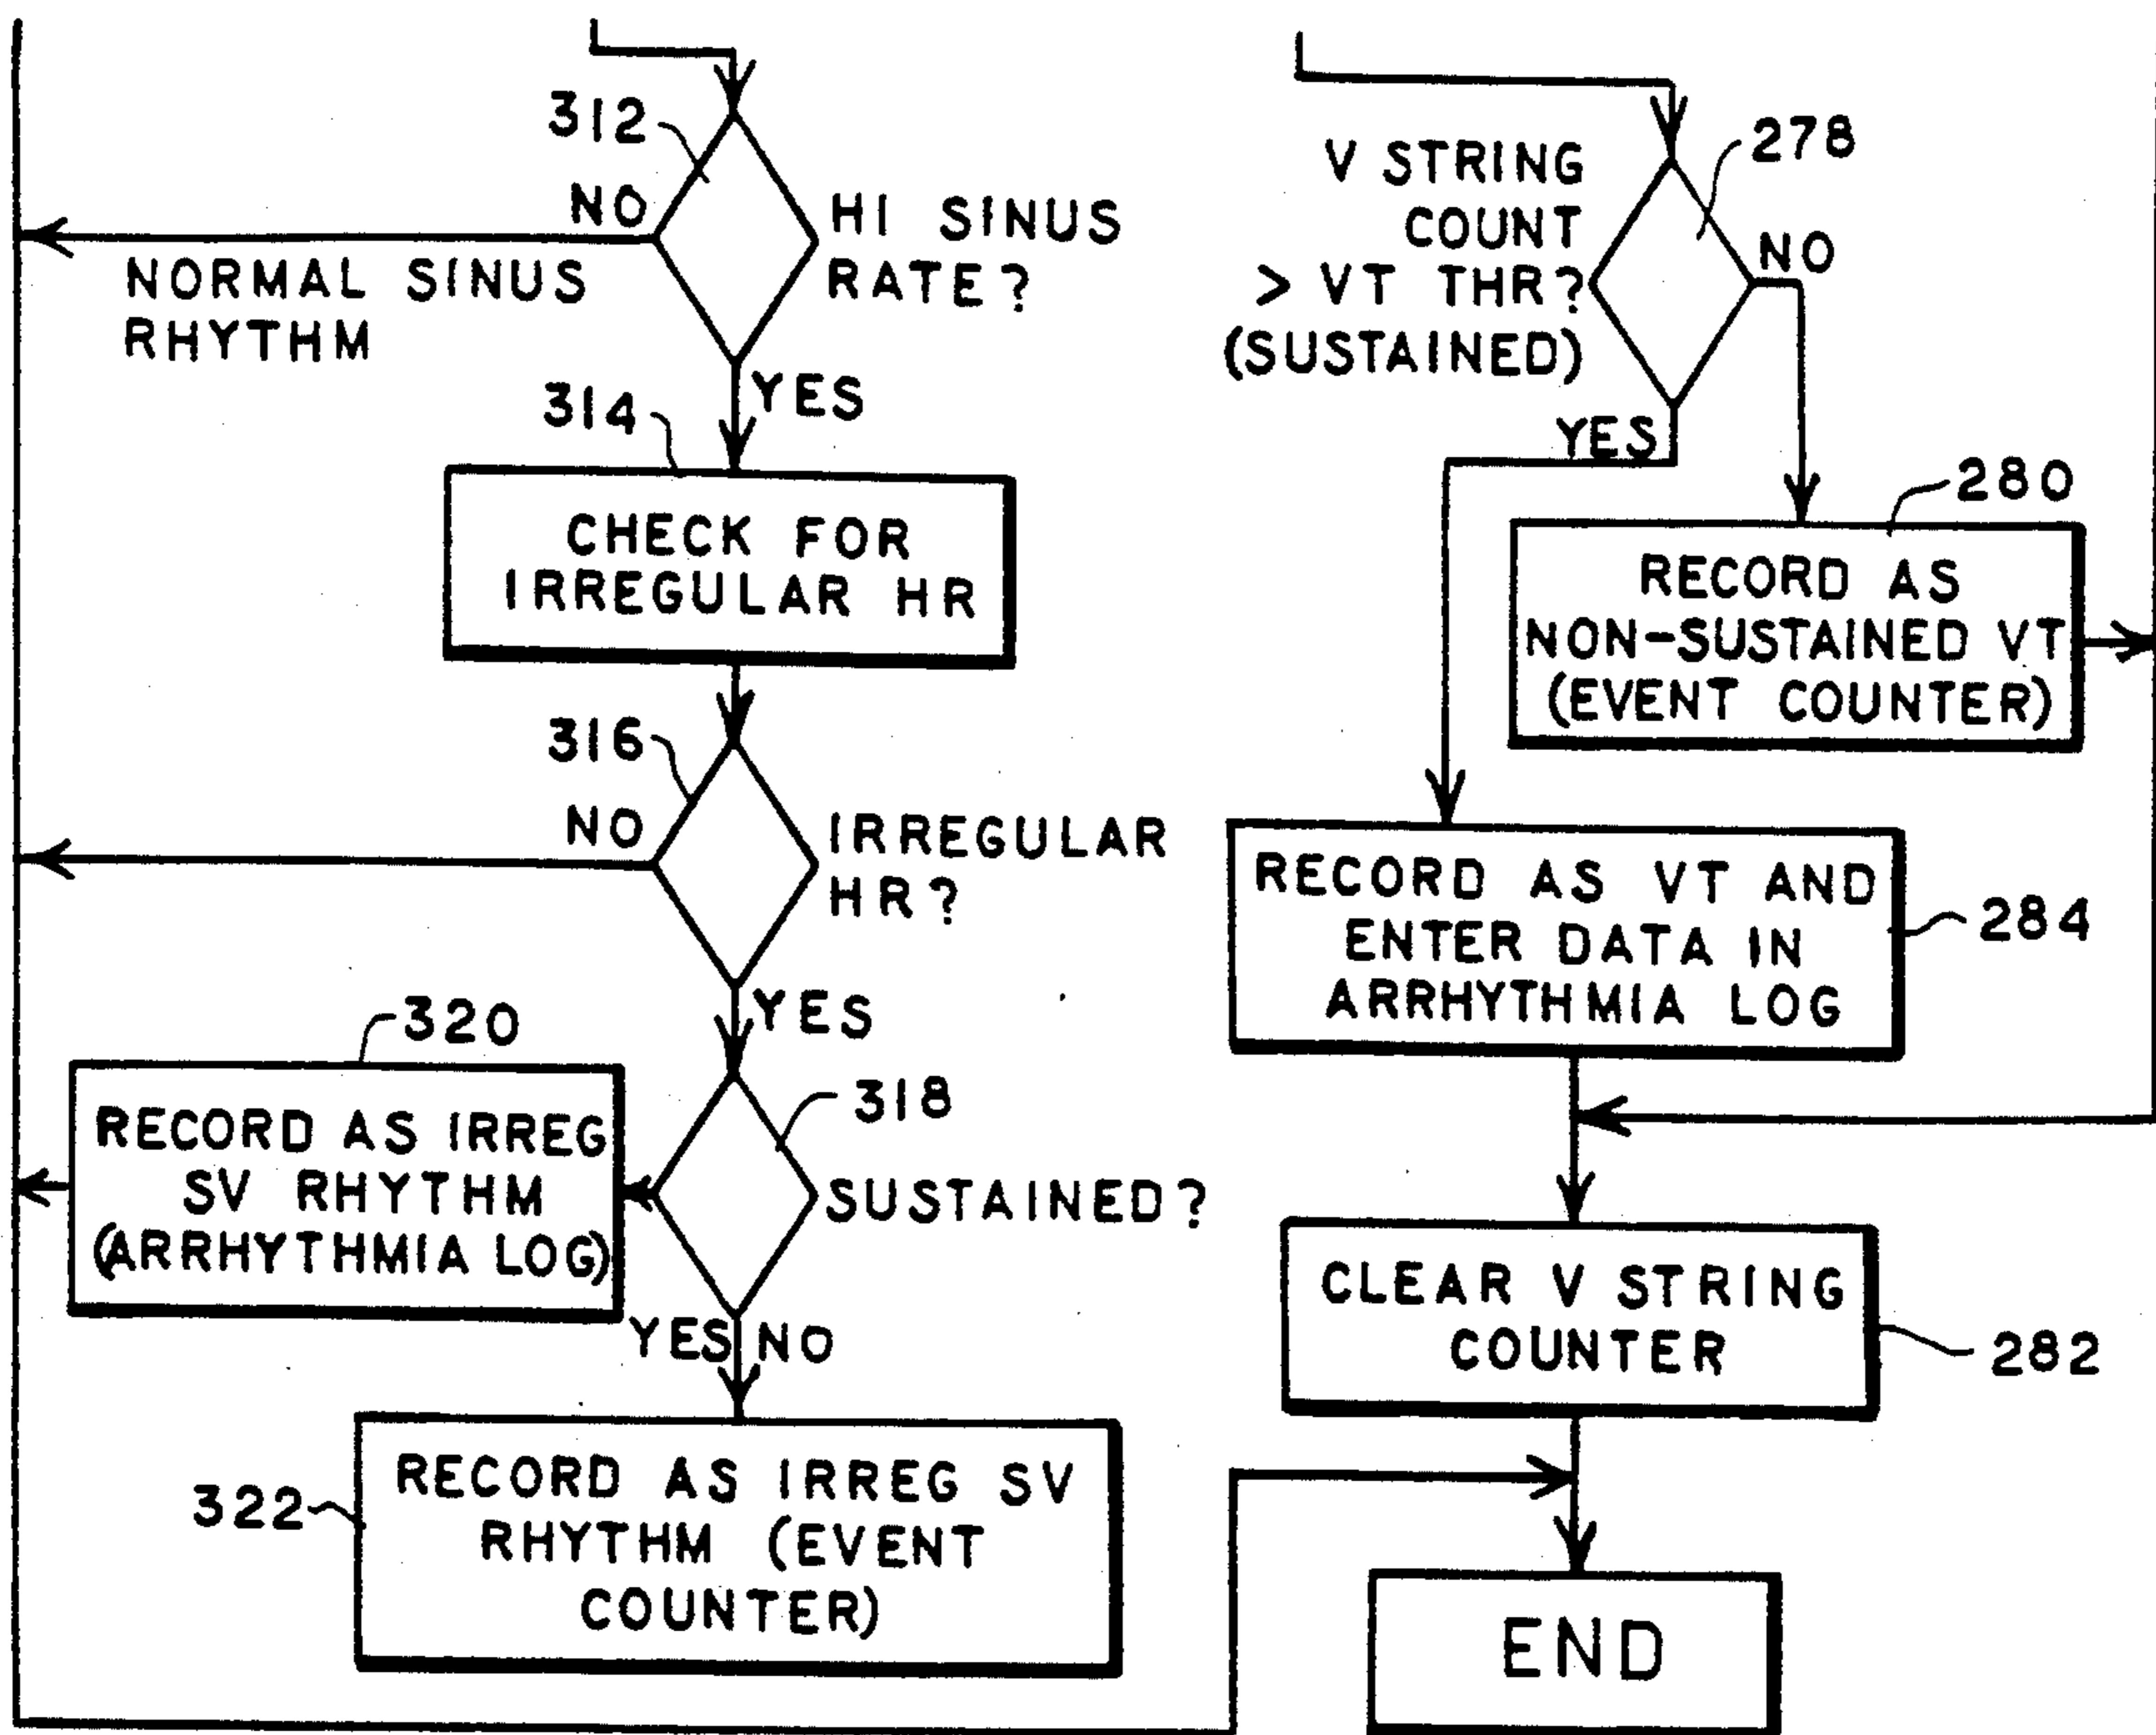 312
NO
HI SINUS
RATE?
NORMAL SINUS
RHYTHM
YES
314
CHECK FOR
IRREGULAR HR
316
NO
IRREGULAR
HR?
YES
320
318
RECORD AS IRREG
SV RHYTHM
(ARRHYTHMIA LOG)
SUSTAINED?
YES NO
322
RECORD AS IRREG SV
RHYTHM (EVENT
COUNTER)
278
V STRING
COUNT
> VT THR?
(SUSTAINED)
NO
YES
280
RECORD AS
NON-SUSTAINED VT
(EVENT COUNTER)
RECORD AS VT AND
ENTER DATA IN
ARRHYTHMIA LOG
284
CLEAR V STRING
COUNTER
282
END